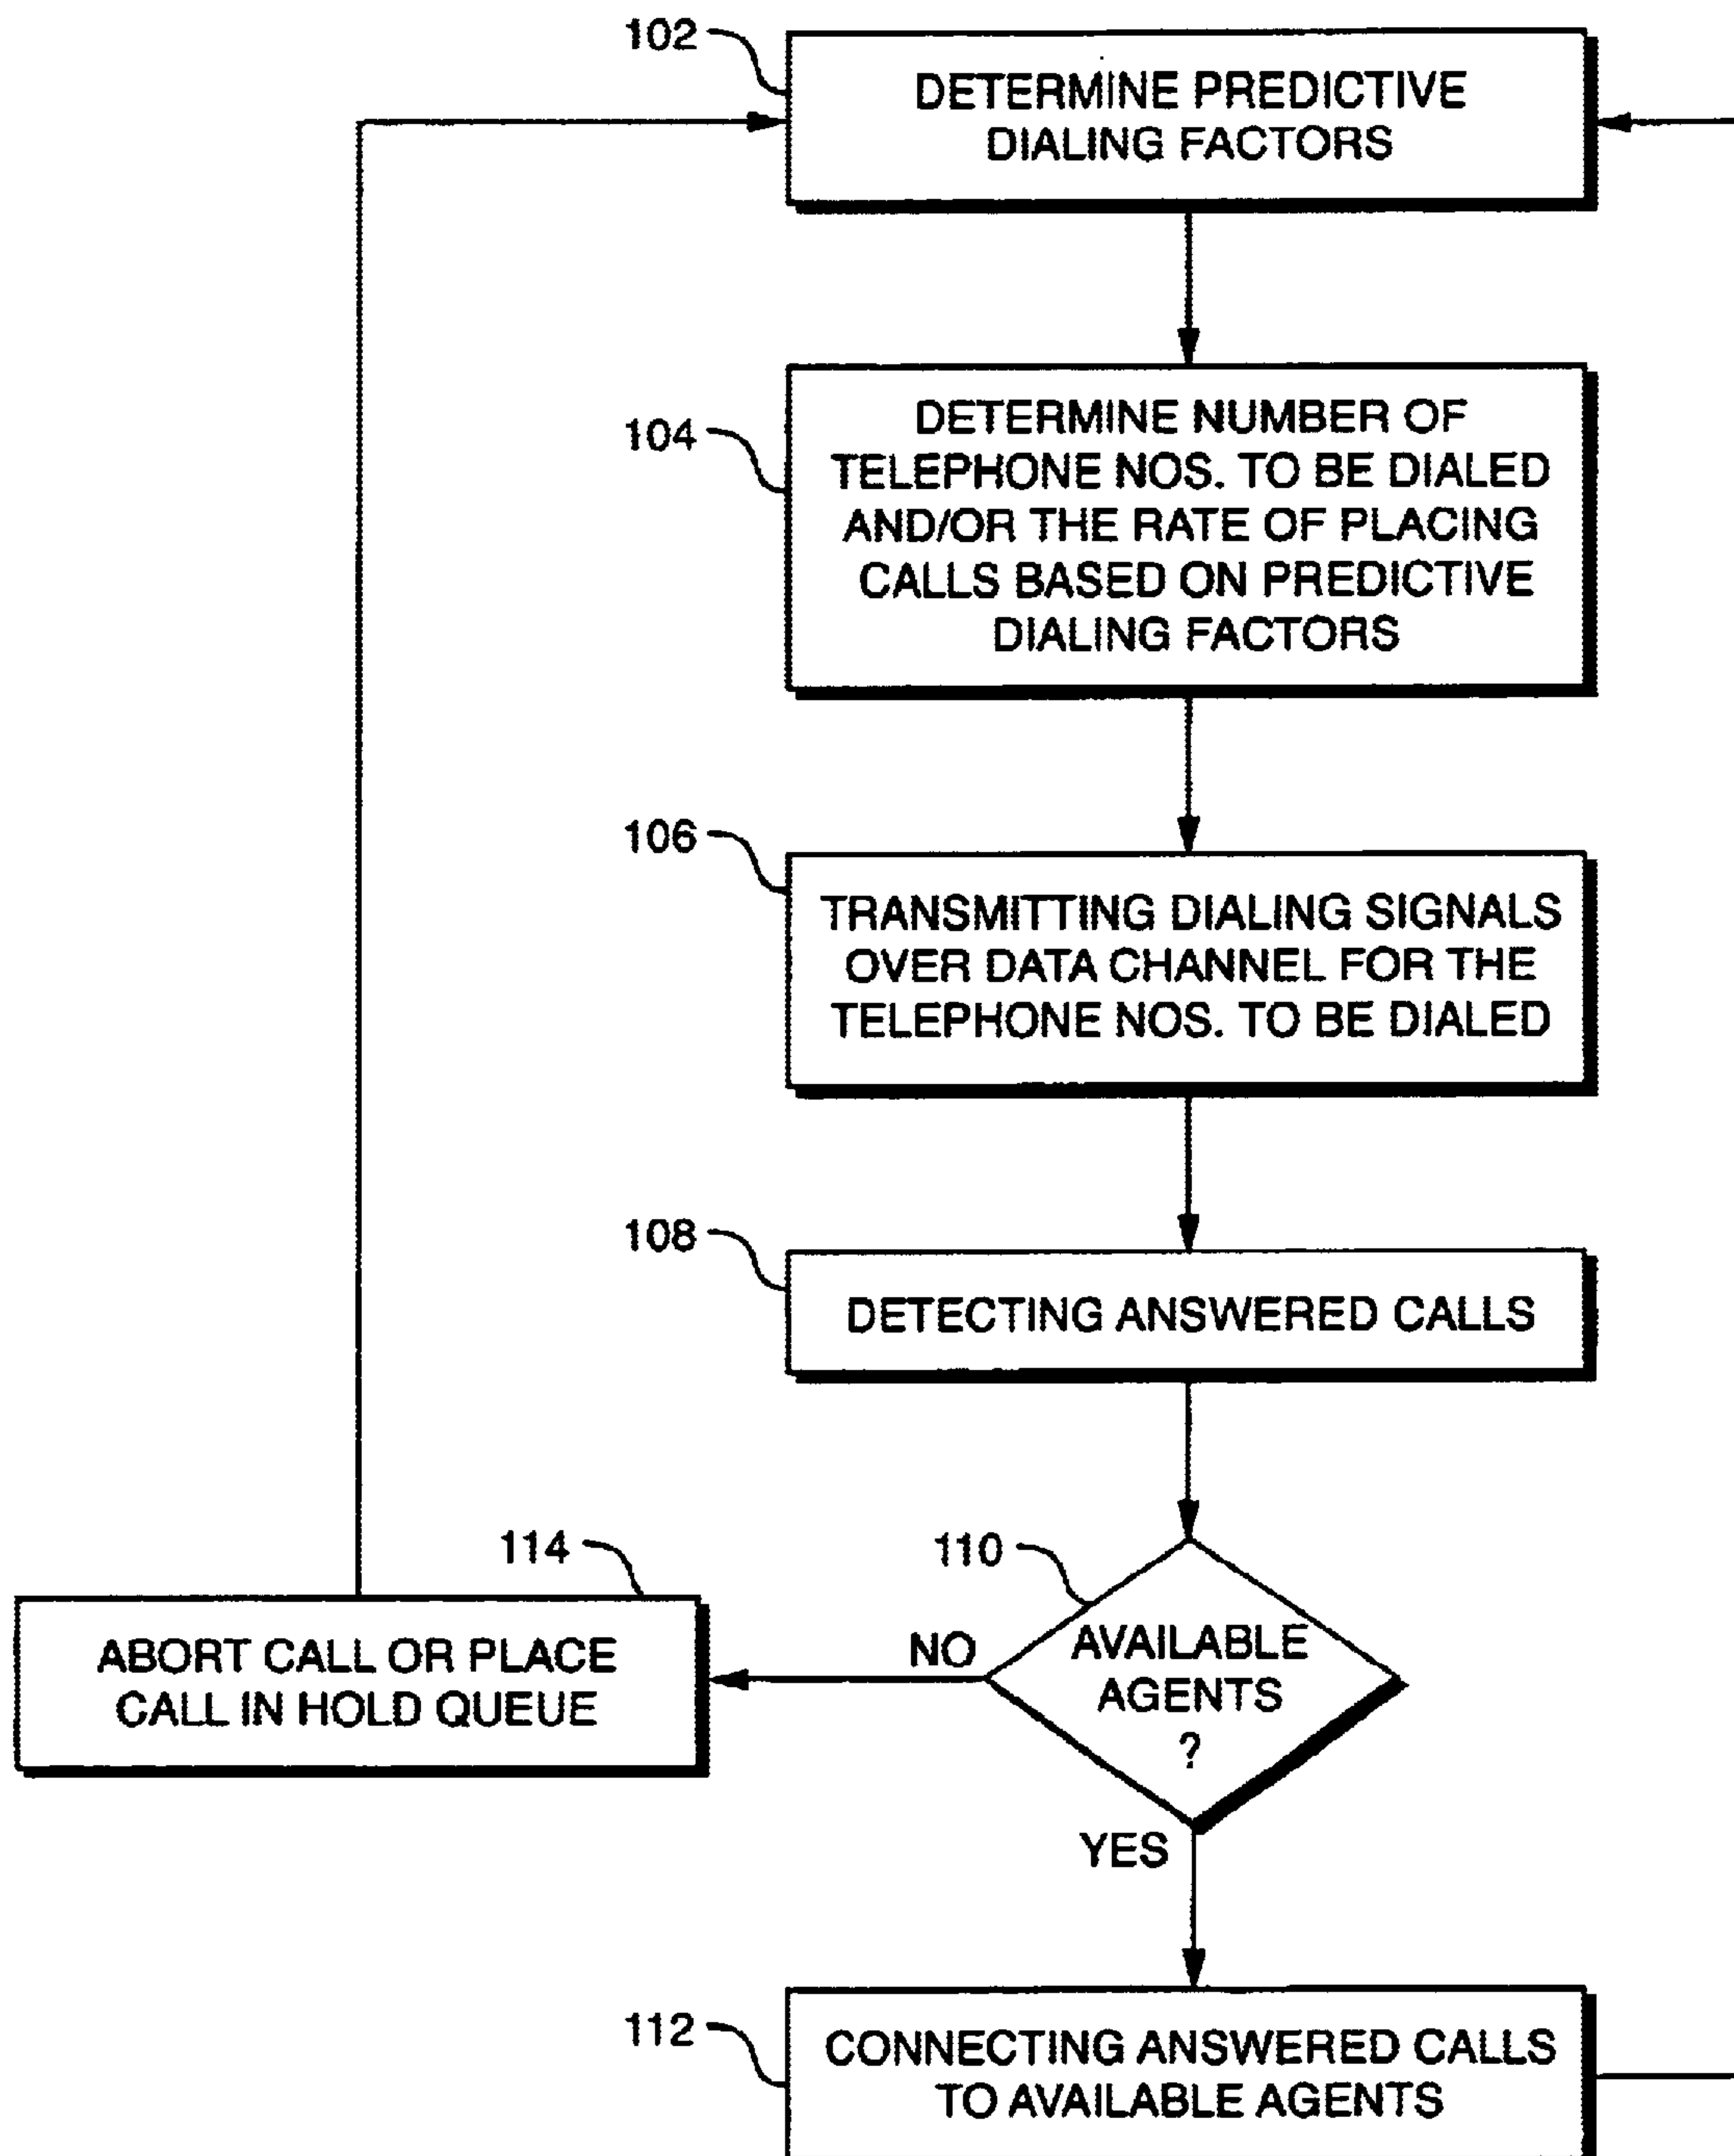 102
DETERMINE PREDICTIVE
DIALING FACTORS
104
DETERMINE NUMBER OF
TELEPHONE NOS. TO BE DIALED
AND/OR THE RATE OF PLACING
CALLS BASED ON PREDICTIVE
DIALING FACTORS
106
TRANSMITTING DIALING SIGNALS
OVER DATA CHANNEL FOR THE
TELEPHONE NOS. TO BE DIALED
108
DETECTING ANSWERED CALLS
110
AVAILABLE
AGENTS
?
NO
114
ABORT CALL OR PLACE
CALL IN HOLD QUEUE
YES
112
CONNECTING ANSWERED CALLS
TO AVAILABLE AGENTS